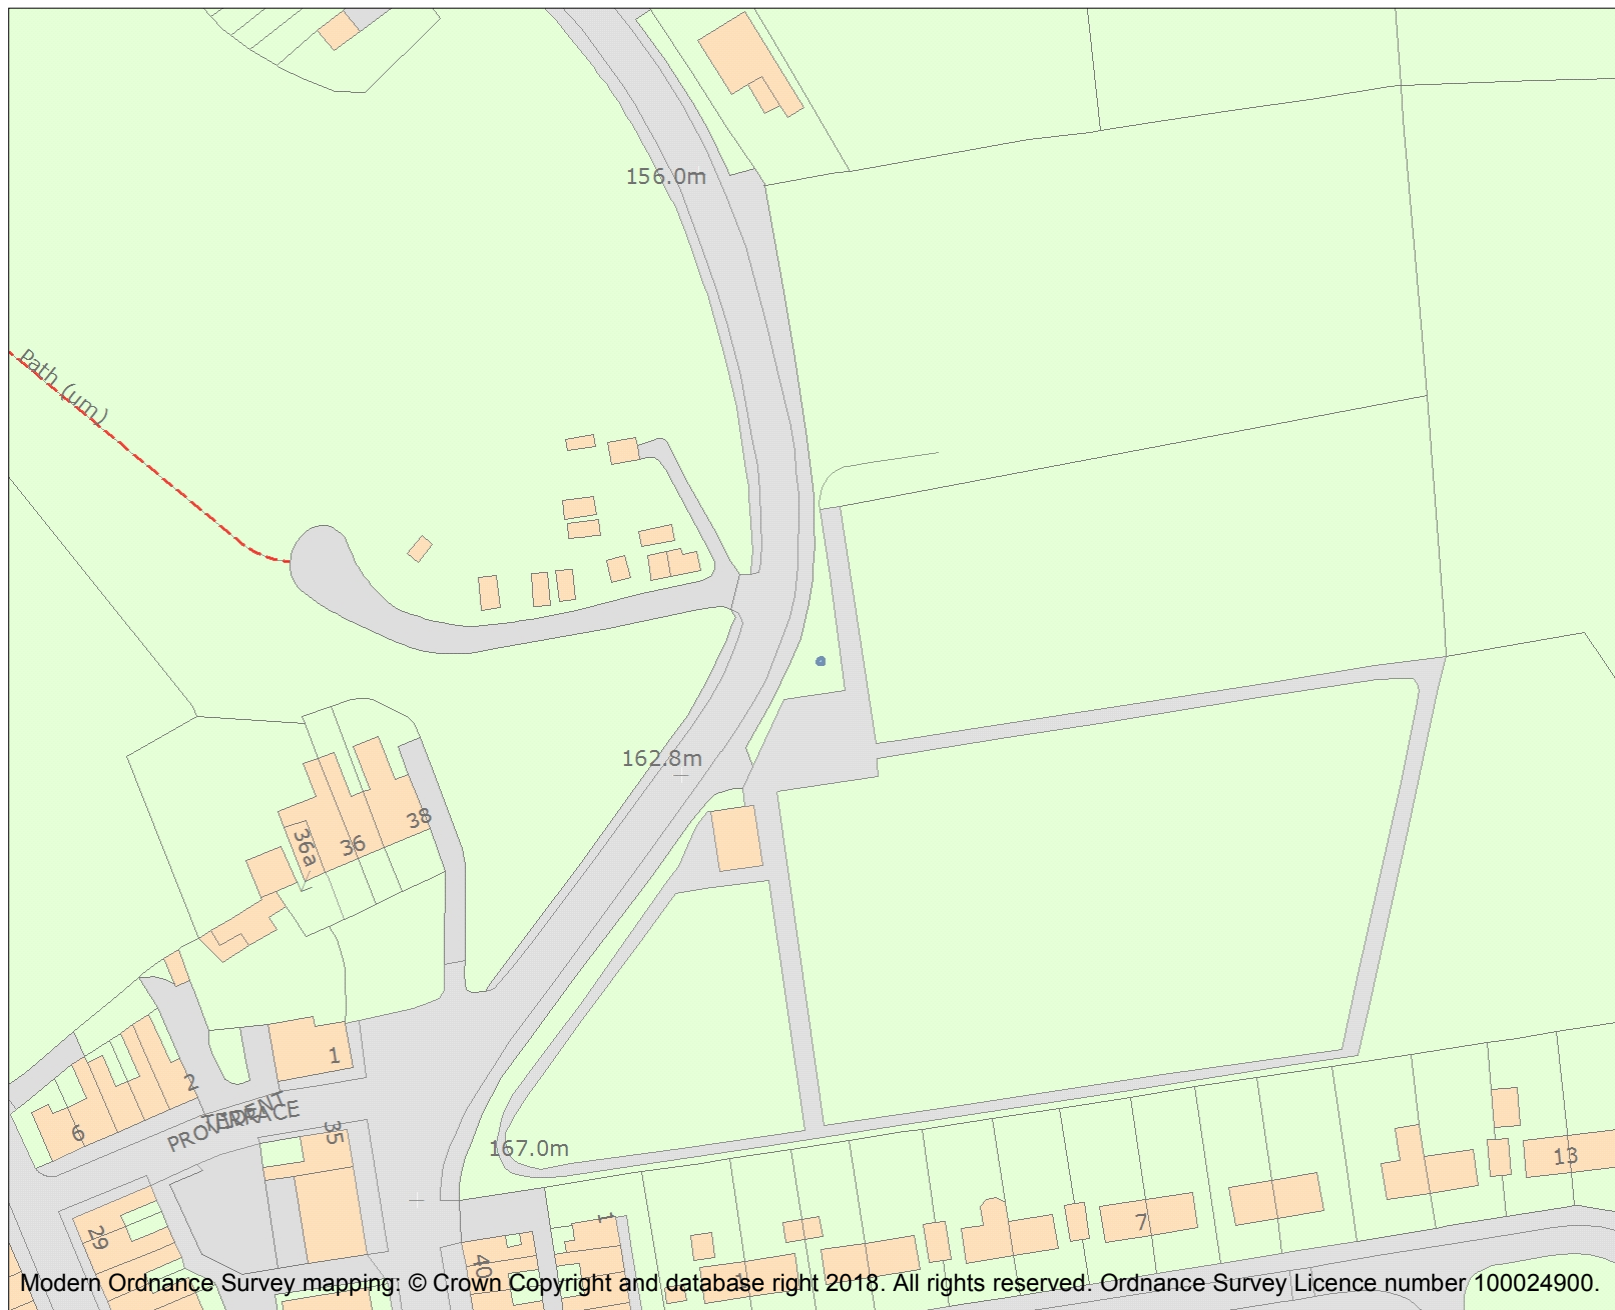 156.0m
Path (um)
162.8m
38
36
36a
1
2
6
TERRACE
PROVIDENT
35
167.0m
29
1
40
7
13
Modern Ordnance Survey mapping: © Crown Copyright and database right 2018. All rights reserved. Ordnance Survey Licence number 100024900.